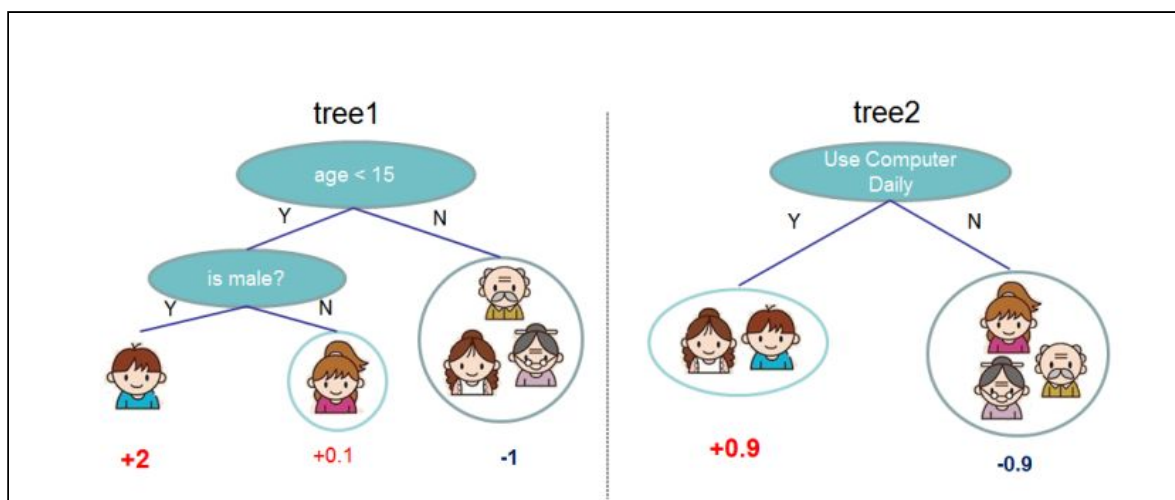 tree1
age < 15
Y
N
is male?
Y
N
+2
+0.1
-1
tree2
Use Computer
Daily
Y
N
+0.9
-0.9